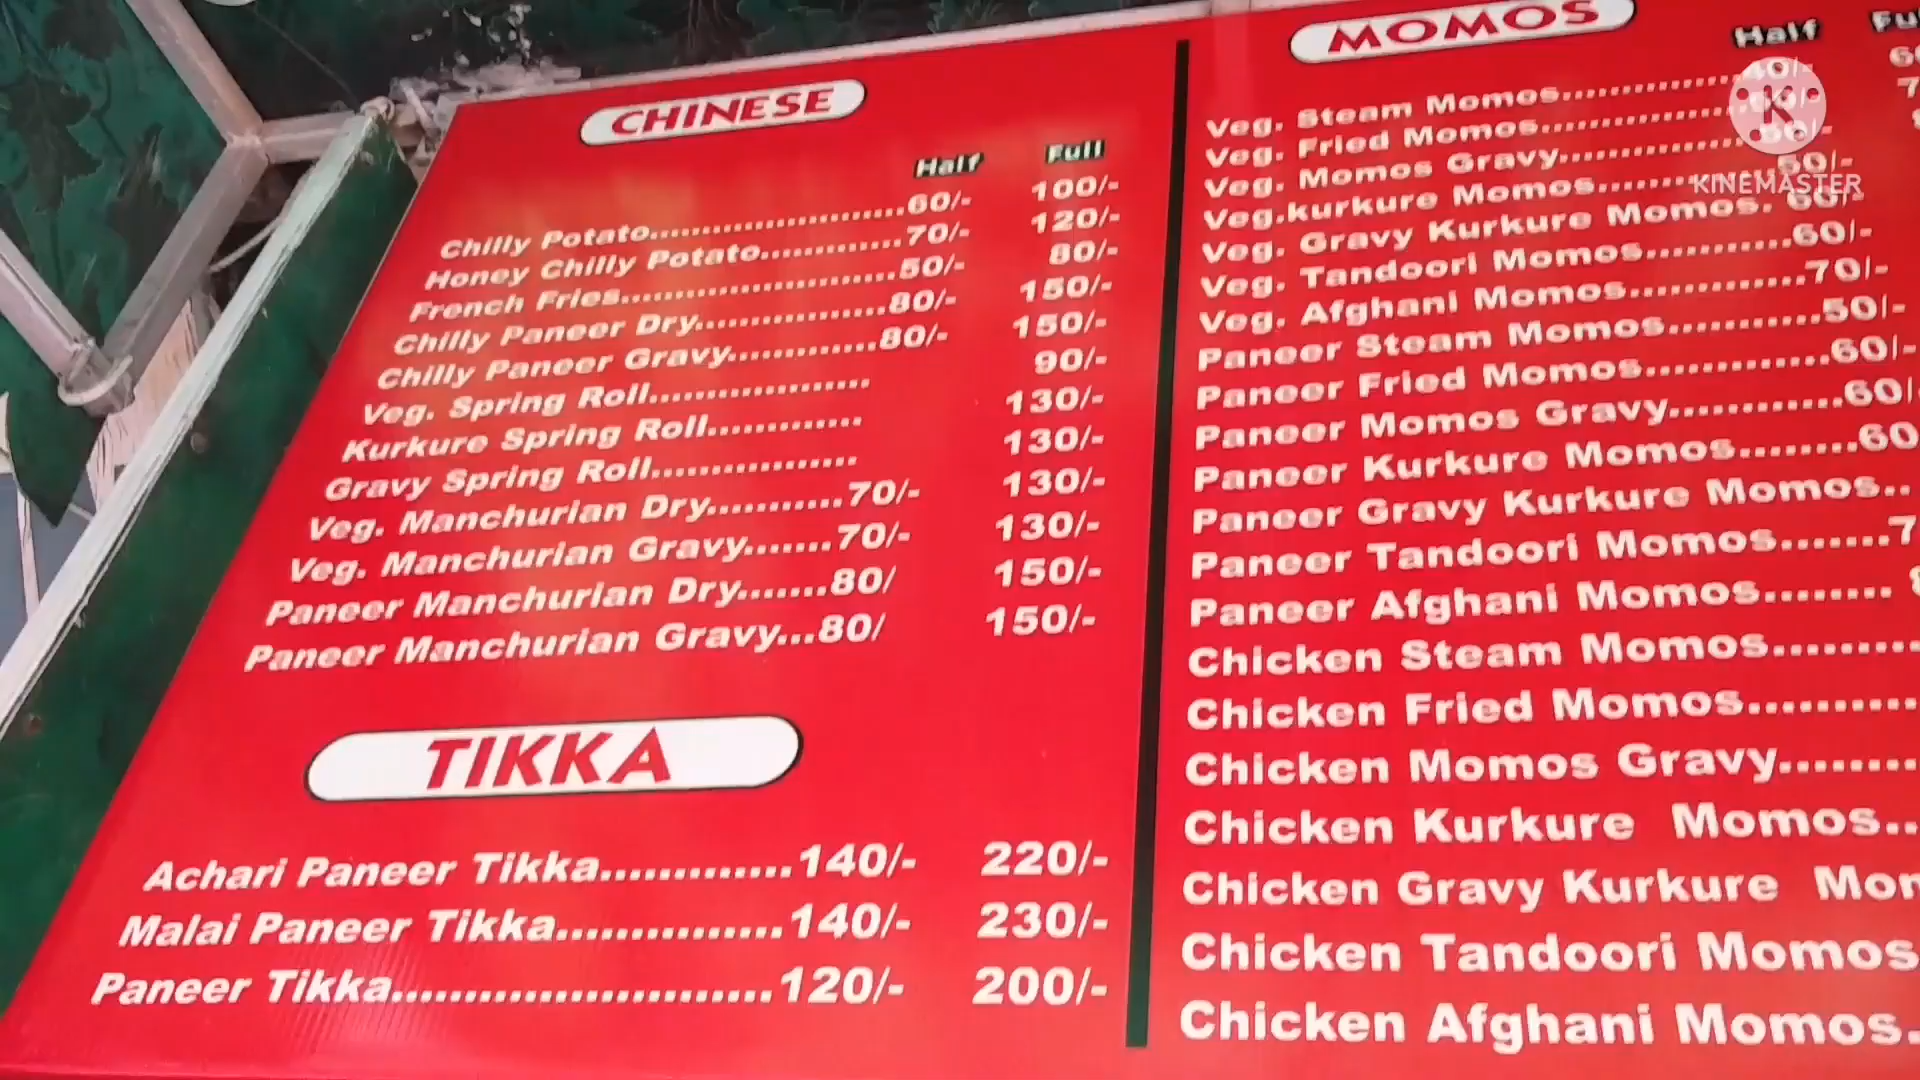 CHINESE
Half Full
Chilly Potato......................60/- 100/-
Honey Chilly Potato............70/- 120/-
French Fries.......................50/- 80/-
Chilly Paneer Dry................80/- 150/-
Chilly Paneer Gravy............80/- 150/-
Veg. Spring Roll.................. 90/-
Kurkure Spring Roll............. 130/-
Gravy Spring Roll................. 130/-
Veg. Manchurian Dry..........70/- 130/-
Veg. Manchurian Gravy......70/- 130/-
Paneer Manchurian Dry......80/ 150/-
Paneer Manchurian Gravy...80/ 150/-
TIKKA
Achari Paneer Tikka.............140/- 220/-
Malai Paneer Tikka...............140/- 230/-
Paneer Tikka.........................120/- 200/-
MOMOS
Half
Veg. Steam Momos.................40/-
Veg. Fried Momos..................
Veg. Momos Gravy.................
Veg.kurkure Momos...........50/-
Veg. Gravy Kurkure Momos. 60/-
Veg. Tandoori Momos..........60/-
Veg. Afghani Momos............70/-
Paneer Steam Momos...........50/-
Paneer Fried Momos............60/-
Paneer Momos Gravy...........60/-
Paneer Kurkure Momos........60
Paneer Gravy Kurkure Momos..
Paneer Tandoori Momos.......
Paneer Afghani Momos........
Chicken Steam Momos.........
Chicken Fried Momos..........
Chicken Momos Gravy........
Chicken Kurkure Momos..
Chicken Gravy Kurkure
Chicken Tandoori Momos.
Chicken Afghani Momos.
K
KINEMASTER